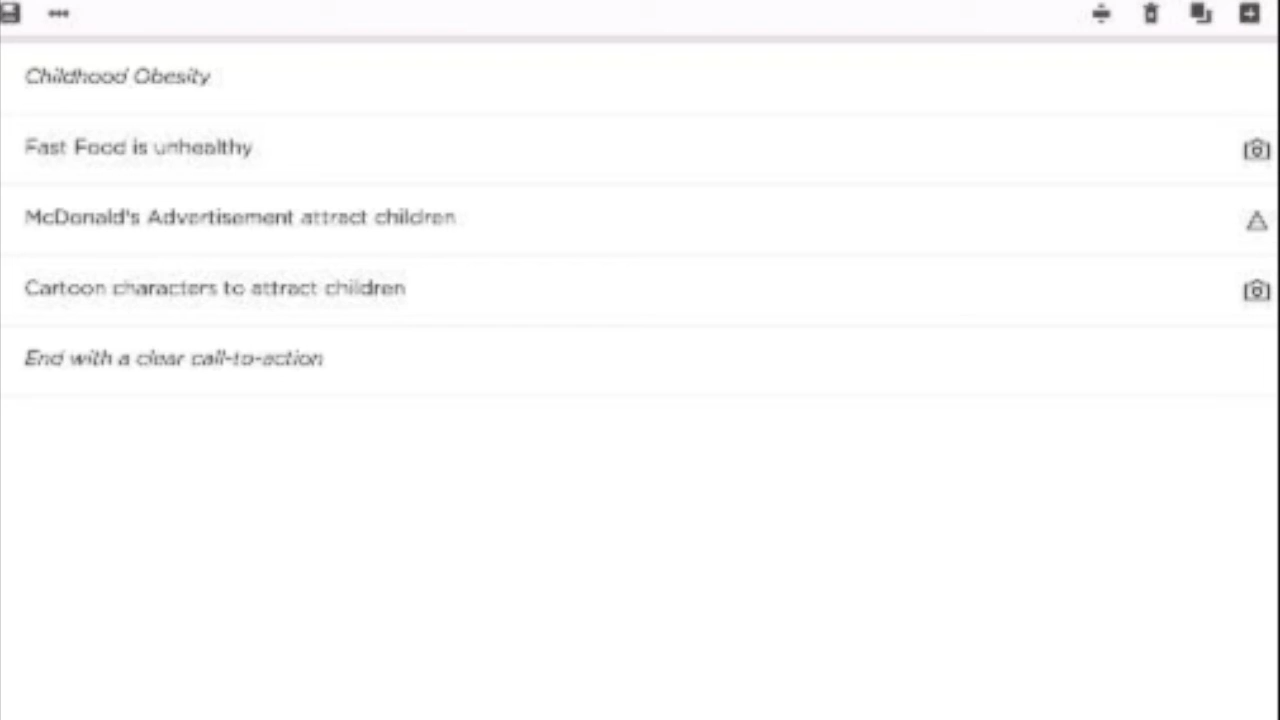 Childhood Obesity
Fast Food is unhealthy
McDonald's Advertisement attract children
Cartoon characters to attract children
End with a clear call-to-action